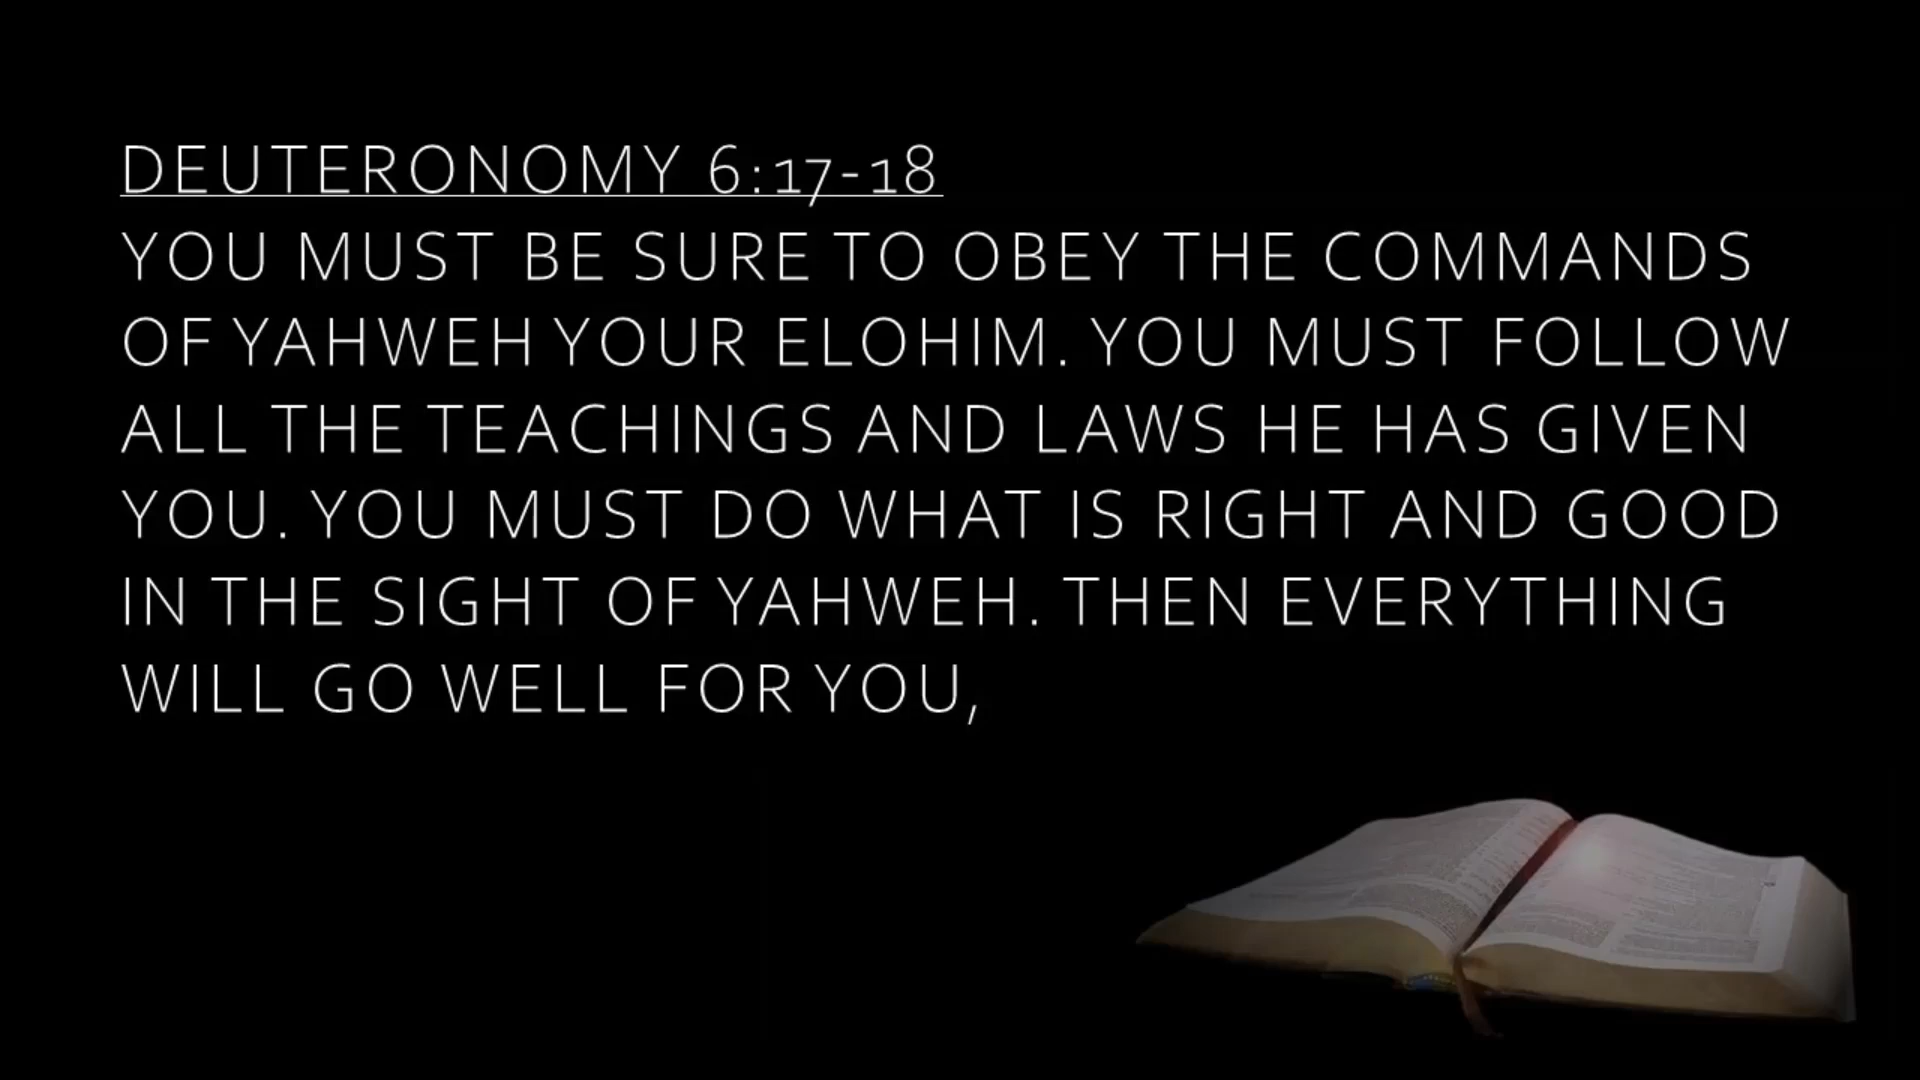 DEUTERONOMY 6:17-18
YOU MUST BE SURE TO OBEY THE COMMANDS
OF YAHWEH YOUR ELOHIM. YOU MUST FOLLOW
ALL THE TEACHINGS AND LAWS HE HAS GIVEN
YOU. YOU MUST DO WHAT IS RIGHT AND GOOD
IN THE SIGHT OF YAHWEH. THEN EVERYTHING
WILL GO WELL FOR YOU,